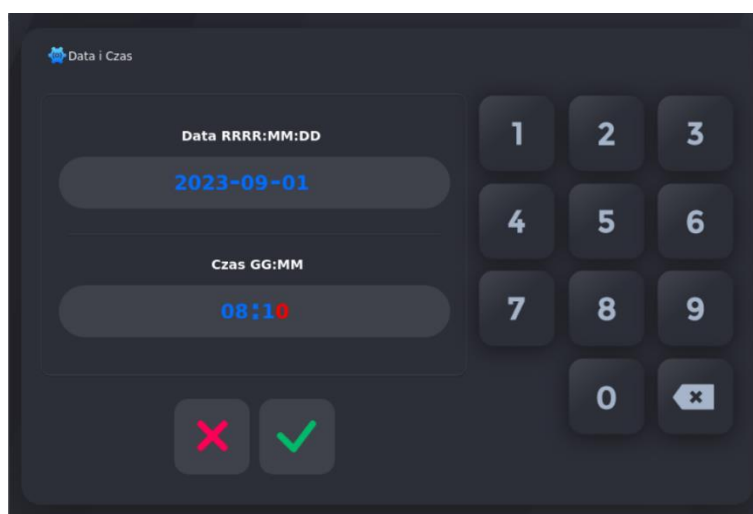 Data i Czas
Data RRRR:MM:DD
2023-09-01
Czas GG:MM
08:10
1 2 3
4 5 6
7 8 9
0